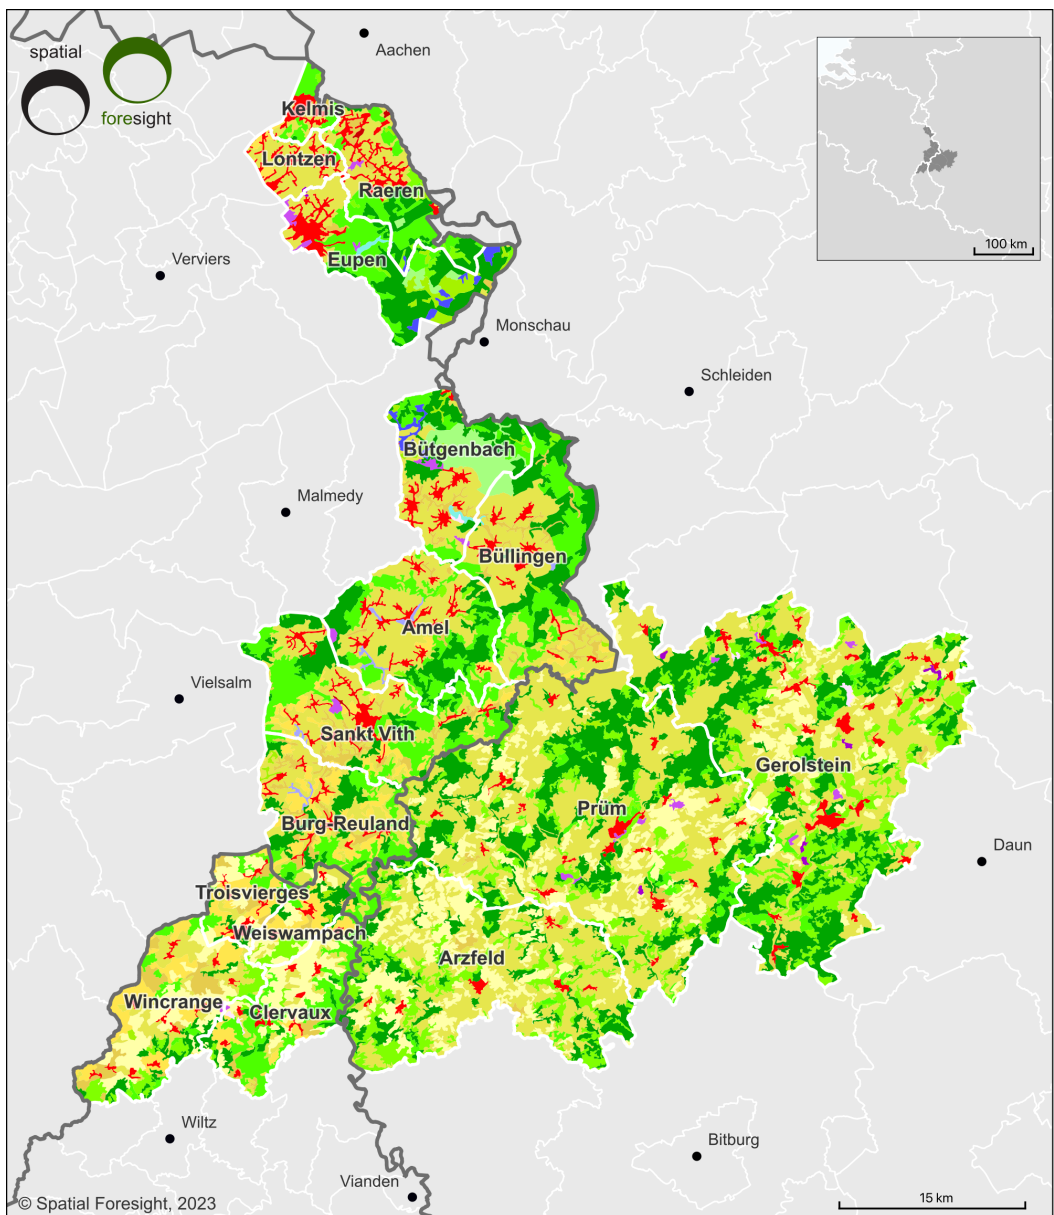 spatial
foresight
Aachen
100 km
Kelmis
Lontzen
Raeren
Eupen
Verviers
Monschau
Schleiden
Bütgenbach
Malmedy
Büllingen
Amel
Vielsalm
Sankt Vith
Gerolstein
Prüm
Burg-Reuland
Daun
Troisvierges
Weiswampach
Arzfeld
Wincrange
Clervaux
Wiltz
Bitburg
Vianden
© Spatial Foresight, 2023
15 km